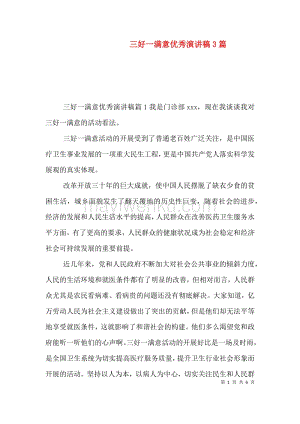 三好一满意优秀演讲稿 3 篇
三好一满意优秀演讲稿篇 1 我是门诊部 xxx，现在我谈谈我对
三好一满意的活动看法。
三好一满意活动的开展受到了普通老百姓广泛关注，是中国医
疗卫生事业发展的一项重大民生工程，更是中国共产党人落实科学发
展观的真实体现。
改革开放三十年的巨大成就，使中国人民摆脱了缺衣少食的贫
困生活，城乡面貌发生了翻天覆地的历史性巨变，随着社会的进步
经济的发展和人民生活水平的提高，人民群众在改善医药卫生服务水
平方面的要求越来越高，人民群众的健康状况是成为社会稳定和经济
社会可持续发展的重要前提。
近几年来，党和人民政府不断加大对社会公共事业的倾斜力度，
人民的生活环境和就医条件都有了明显的改善，但相对而言，人民群
众尤其是农民看病难、看病贵的问题还没有彻底解决。大家知道，亿
万劳动人民为社会主义建设做出了突出的贡献，但是他们却无法平等
地享受就医条件，这就影响了和谐社会的构建。他们多么渴望党和政
府能听一听他们的心声啊。三好一满意活动的开展好比是一场及时雨，
是全国卫生系统为切实提高医疗服务质量，提升卫生行业社会形象而
开展的活动。坚持以人为本，以病人为中心，切实关注民生和人民群
第 1 页 共 6 页